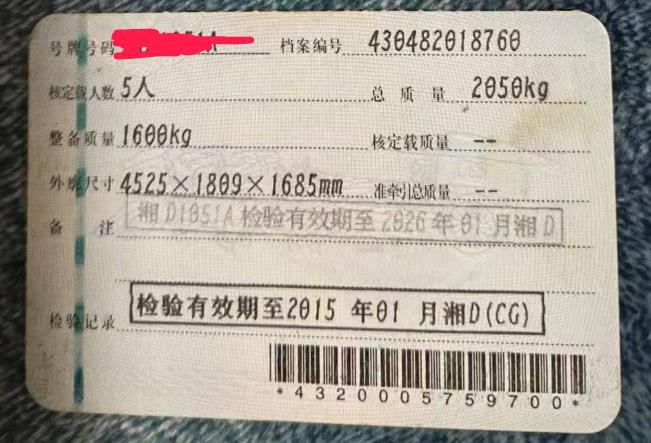 号牌号码 档案编号 430482018760
核定载人数 5人 总质量 2050kg
整备质量 1600kg 核定载质量 --
外廓尺寸 4525×1809×1685mm 准牵引总质量 --
备注 湘D1051A检验有效期至2026年01月湘D
检验记录 检验有效期至2015年01月湘D(CG)
*4320005759700*